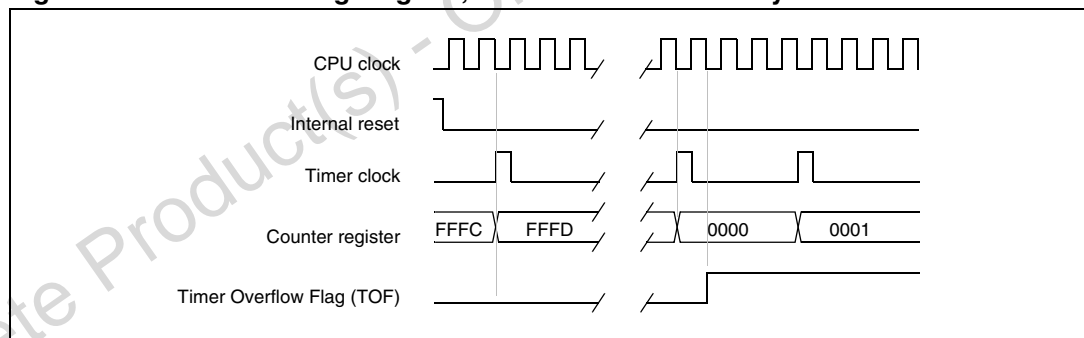 CPU clock
Internal reset
Timer clock
Counter register FFFC FFFD 0000 0001
Timer Overflow Flag (TOF)